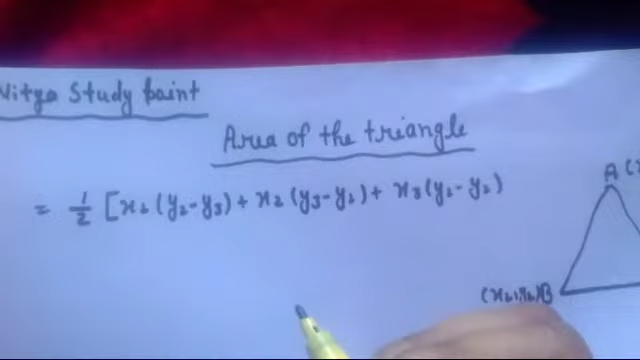 Nitya Study point
Area of the triangle
= 1/2 [x₁(y₂-y₃) + x₂(y₃-y₁) + x₃(y₁-y₂)
A (
B